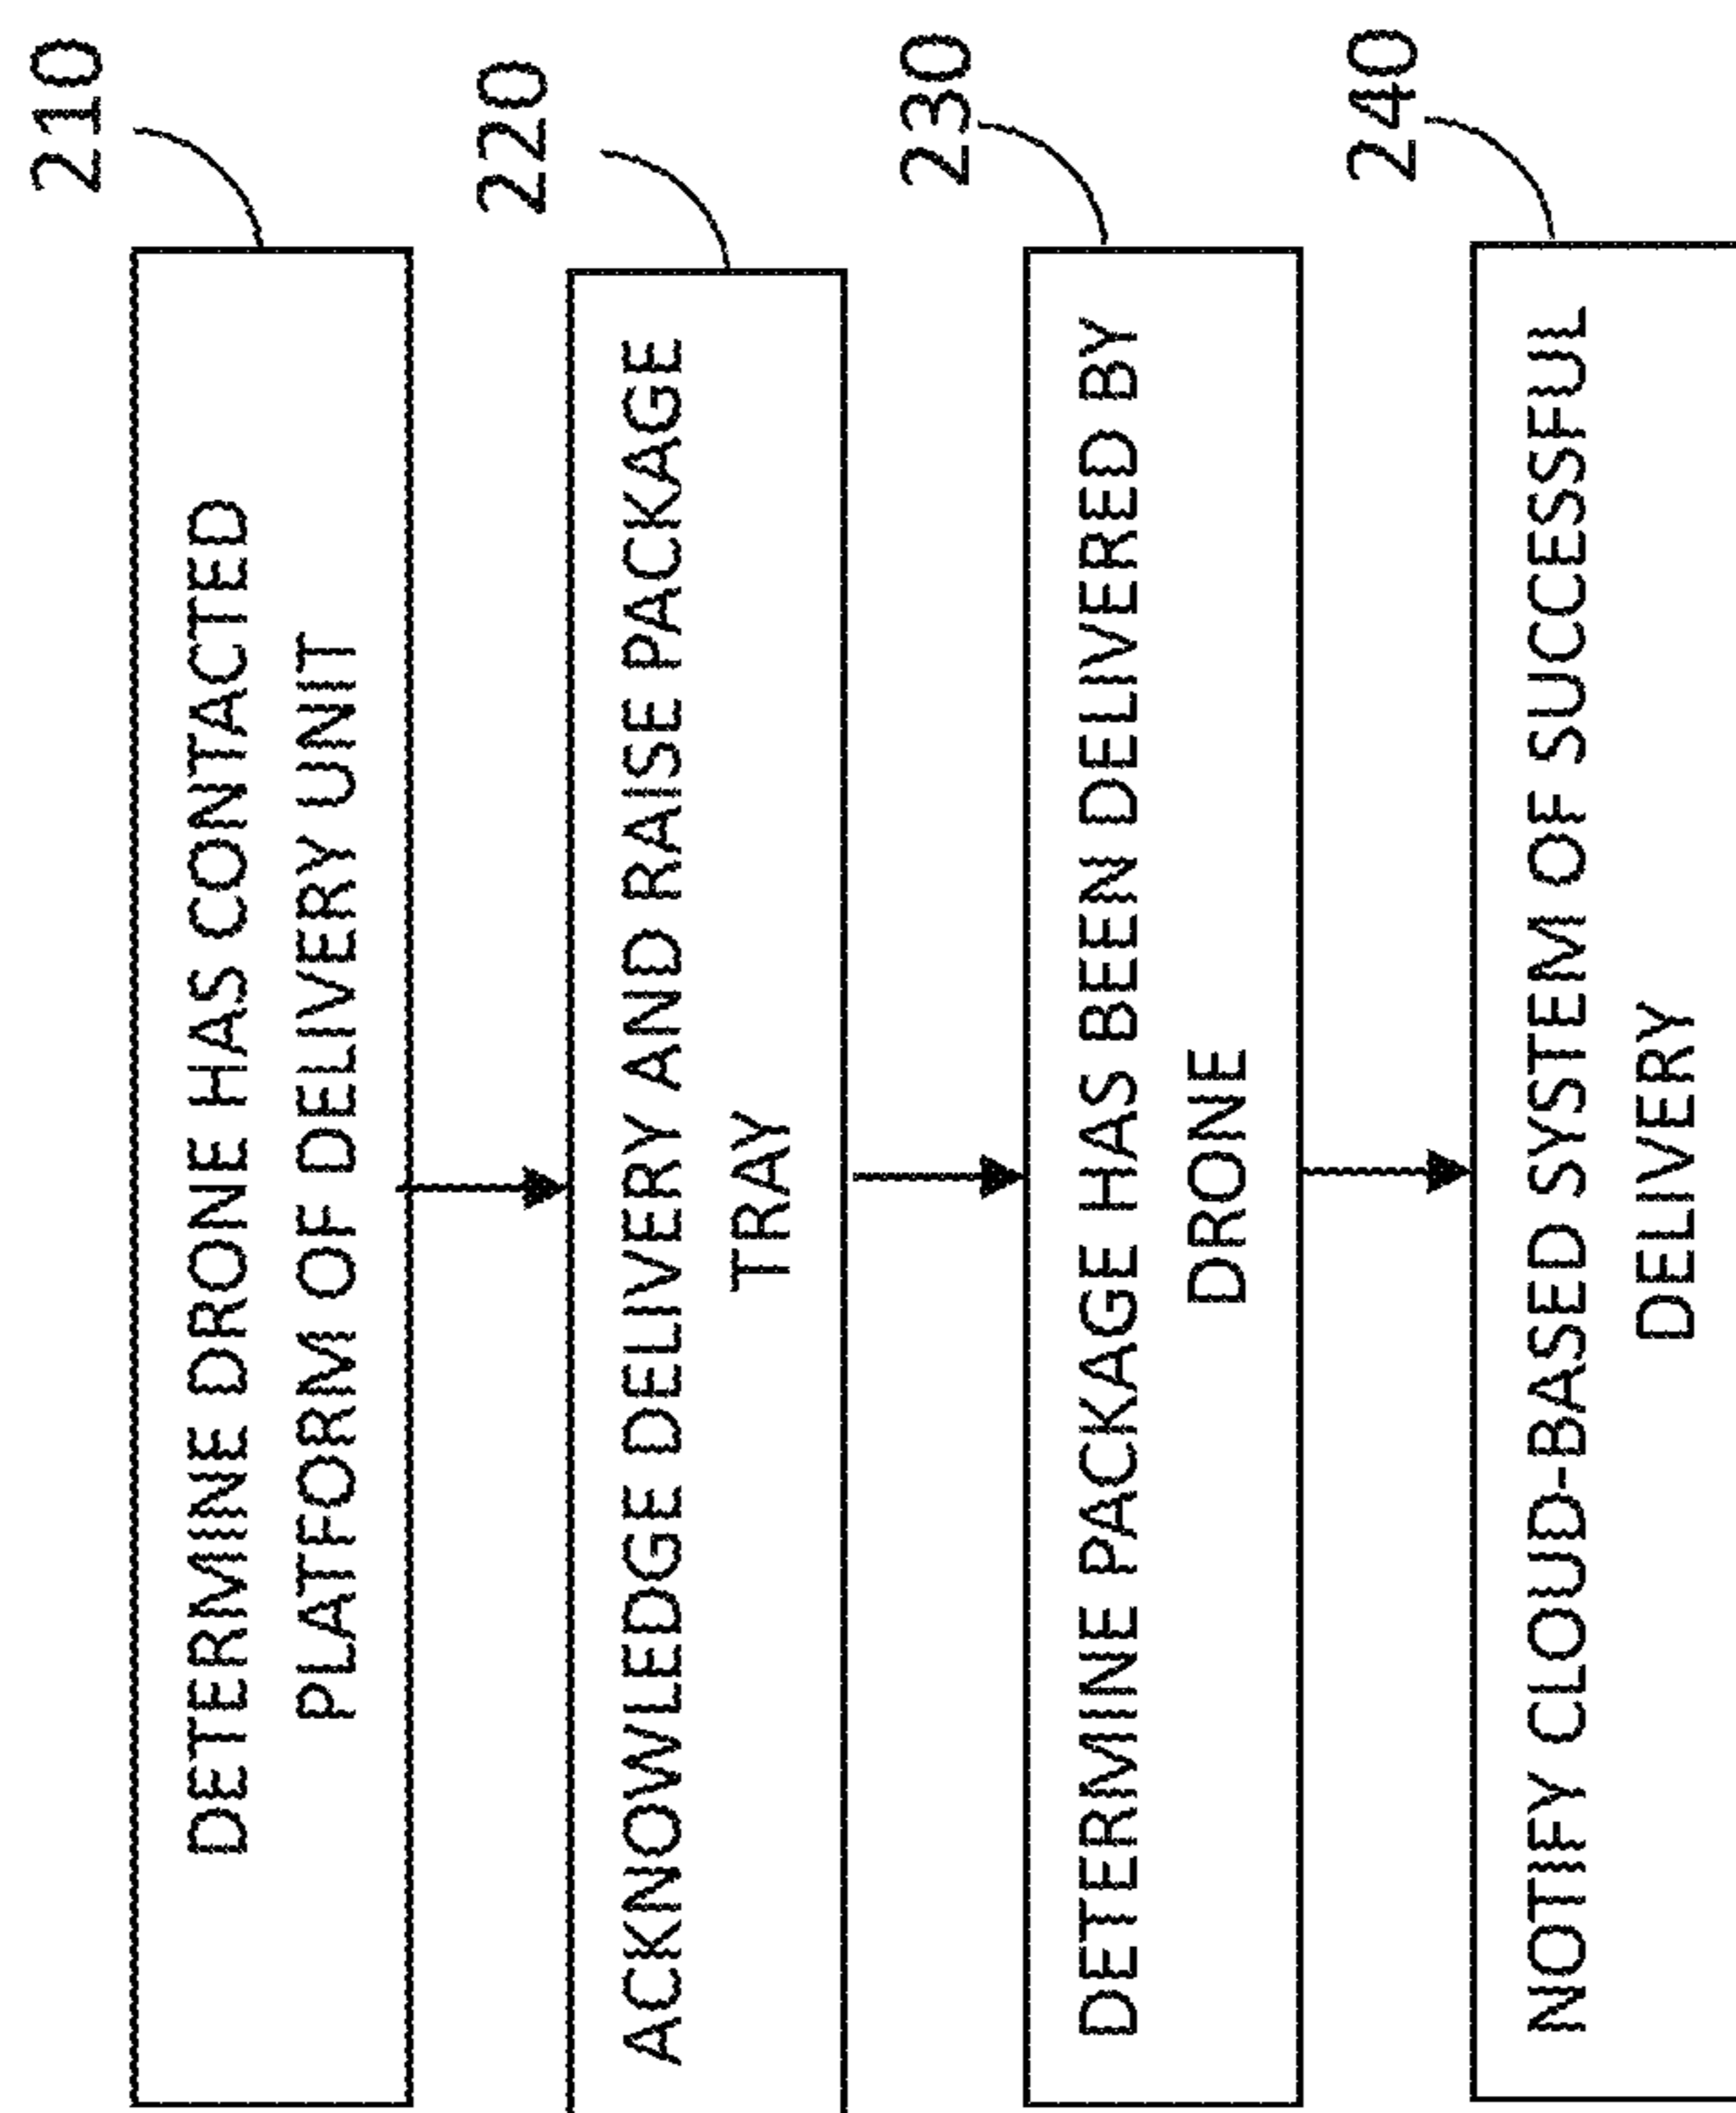 210
DETERMINE DRONE HAS CONTACTED
PLATFORM OF DELIVERY UNIT
220
ACKNOWLEDGE DELIVERY AND RAISE PACKAGE
TRAY
230
DETERMINE PACKAGE HAS BEEN DELIVERED BY
DRONE
240
NOTIFY CLOUD-BASED SYSTEM OF SUCCESSFUL
DELIVERY